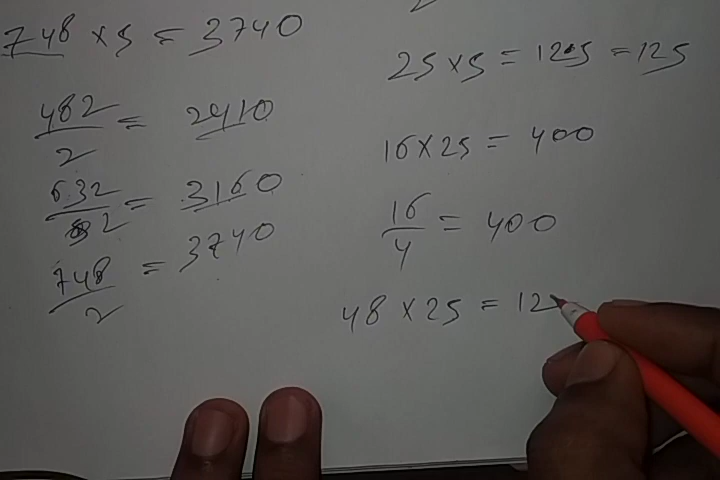 748 × 5 = 3740
482/2 = 2410
632/2 = 3160
748/2 = 3740
25 × 5 = 125 = 125
16 × 25 = 400
16/4 = 400
48 × 25 = 12